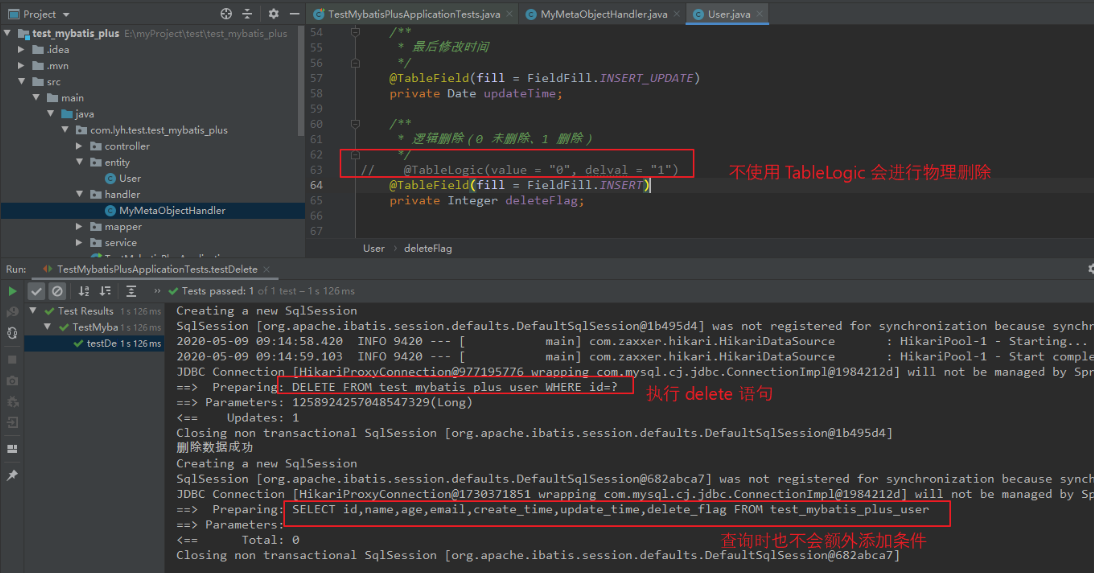 Project
TestMybatisPlusApplicationTests.java
MyMetaObjectHandler.java
User.java
test_mybatis_plus E:\myProject\test\test_mybatis_plus
.idea
.mvn
src
main
java
com.lyh.test.test_mybatis_plus
controller
entity
User
handler
MyMetaObjectHandler
mapper
service
54 /**
55 * 最后修改时间
56 */
57 @TableField(fill = FieldFill.INSERT_UPDATE)
58 private Date updateTime;
59
60 /**
61 * 逻辑删除(0 未删除、1 删除)
62 */
63 // @TableLogic(value = "0", delval = "1")
不使用 TableLogic 会进行物理删除
64 @TableField(fill = FieldFill.INSERT)
65 private Integer deleteFlag;
66
67
User › deleteFlag
Run: TestMybatisPlusApplicationTests.testDelete
Tests passed: 1 of 1 test – 1 s 126 ms
Test Results 1 s 126 ms
TestMyba 1 s 126 ms
testDe 1 s 126 ms
Creating a new SqlSession
SqlSession [org.apache.ibatis.session.defaults.DefaultSqlSession@1b495d4] was not registered for synchronization because synchr
2020-05-09 09:14:58.420 INFO 9420 --- [ main] com.zaxxer.hikari.HikariDataSource : HikariPool-1 - Starting...
2020-05-09 09:14:59.103 INFO 9420 --- [ main] com.zaxxer.hikari.HikariDataSource : HikariPool-1 - Start comple
JDBC Connection [HikariProxyConnection@977195776 wrapping com.mysql.cj.jdbc.ConnectionImpl@1984212d] will not be managed by Spr
==> Preparing: DELETE FROM test_mybatis_plus_user WHERE id=?
执行 delete 语句
==> Parameters: 1258924257048547329(Long)
<== Updates: 1
Closing non transactional SqlSession [org.apache.ibatis.session.defaults.DefaultSqlSession@1b495d4]
删除数据成功
Creating a new SqlSession
SqlSession [org.apache.ibatis.session.defaults.DefaultSqlSession@682abca7] was not registered for synchronization because synch
JDBC Connection [HikariProxyConnection@1730371851 wrapping com.mysql.cj.jdbc.ConnectionImpl@1984212d] will not be managed by Sp
==> Preparing: SELECT id,name,age,email,create_time,update_time,delete_flag FROM test_mybatis_plus_user
==> Parameters:
<== Total: 0
查询时也不会额外添加条件
Closing non transactional SqlSession [org.apache.ibatis.session.defaults.DefaultSqlSession@682abca7]